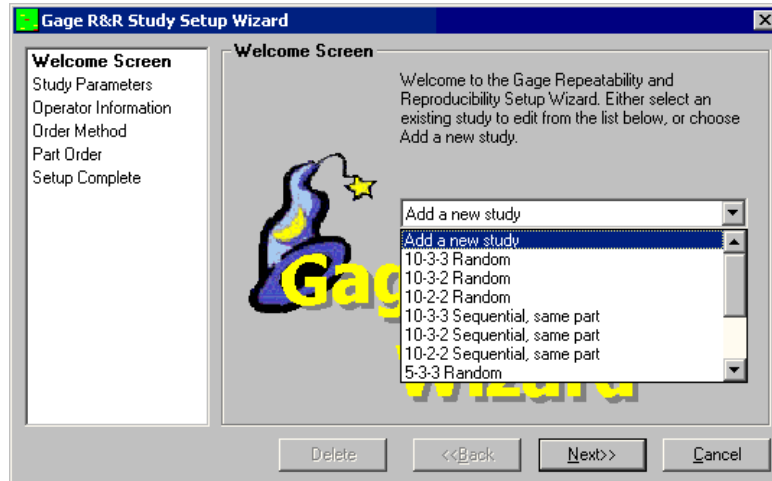 Gage R&R Study Setup Wizard
Welcome Screen
Study Parameters
Operator Information
Order Method
Part Order
Setup Complete
Welcome Screen
Welcome to the Gage Repeatability and
Reproducibility Setup Wizard. Either select an
existing study to edit from the list below, or choose
Add a new study.
Add a new study
Add a new study
10-3-3 Random
10-3-2 Random
10-2-2 Random
10-3-3 Sequential, same part
10-3-2 Sequential, same part
10-2-2 Sequential, same part
5-3-3 Random
Gag
Wizard
Delete
<<Back
Next>>
Cancel